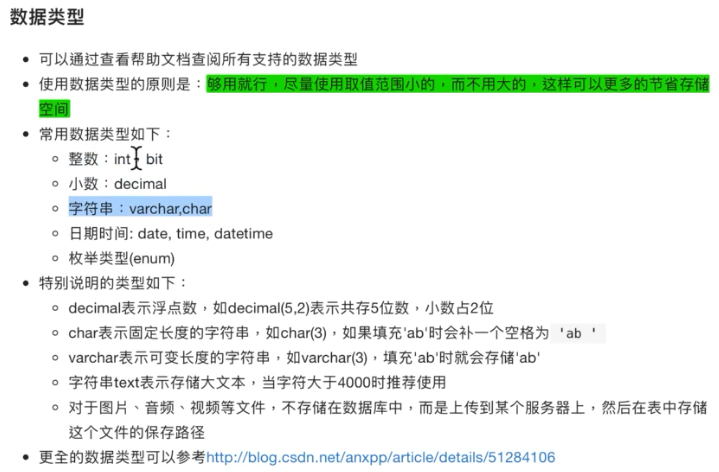 数据类型
可以通过查看帮助文档查阅所有支持的数据类型
使用数据类型的原则是：够用就行，尽量使用取值范围小的，而不用大的，这样可以更多的节省存储
空间
常用数据类型如下：
整数：int，bit
小数：decimal
字符串：varchar,char
日期时间: date, time, datetime
枚举类型(enum)
特别说明的类型如下：
decimal表示浮点数，如decimal(5,2)表示共存5位数，小数占2位
char表示固定长度的字符串，如char(3)，如果填充'ab'时会补一个空格为 'ab '
varchar表示可变长度的字符串，如varchar(3)，填充'ab'时就会存储'ab'
字符串text表示存储大文本，当字符大于4000时推荐使用
对于图片、音频、视频等文件，不存储在数据库中，而是上传到某个服务器上，然后在表中存储
这个文件的保存路径
更全的数据类型可以参考http://blog.csdn.net/anxpp/article/details/51284106